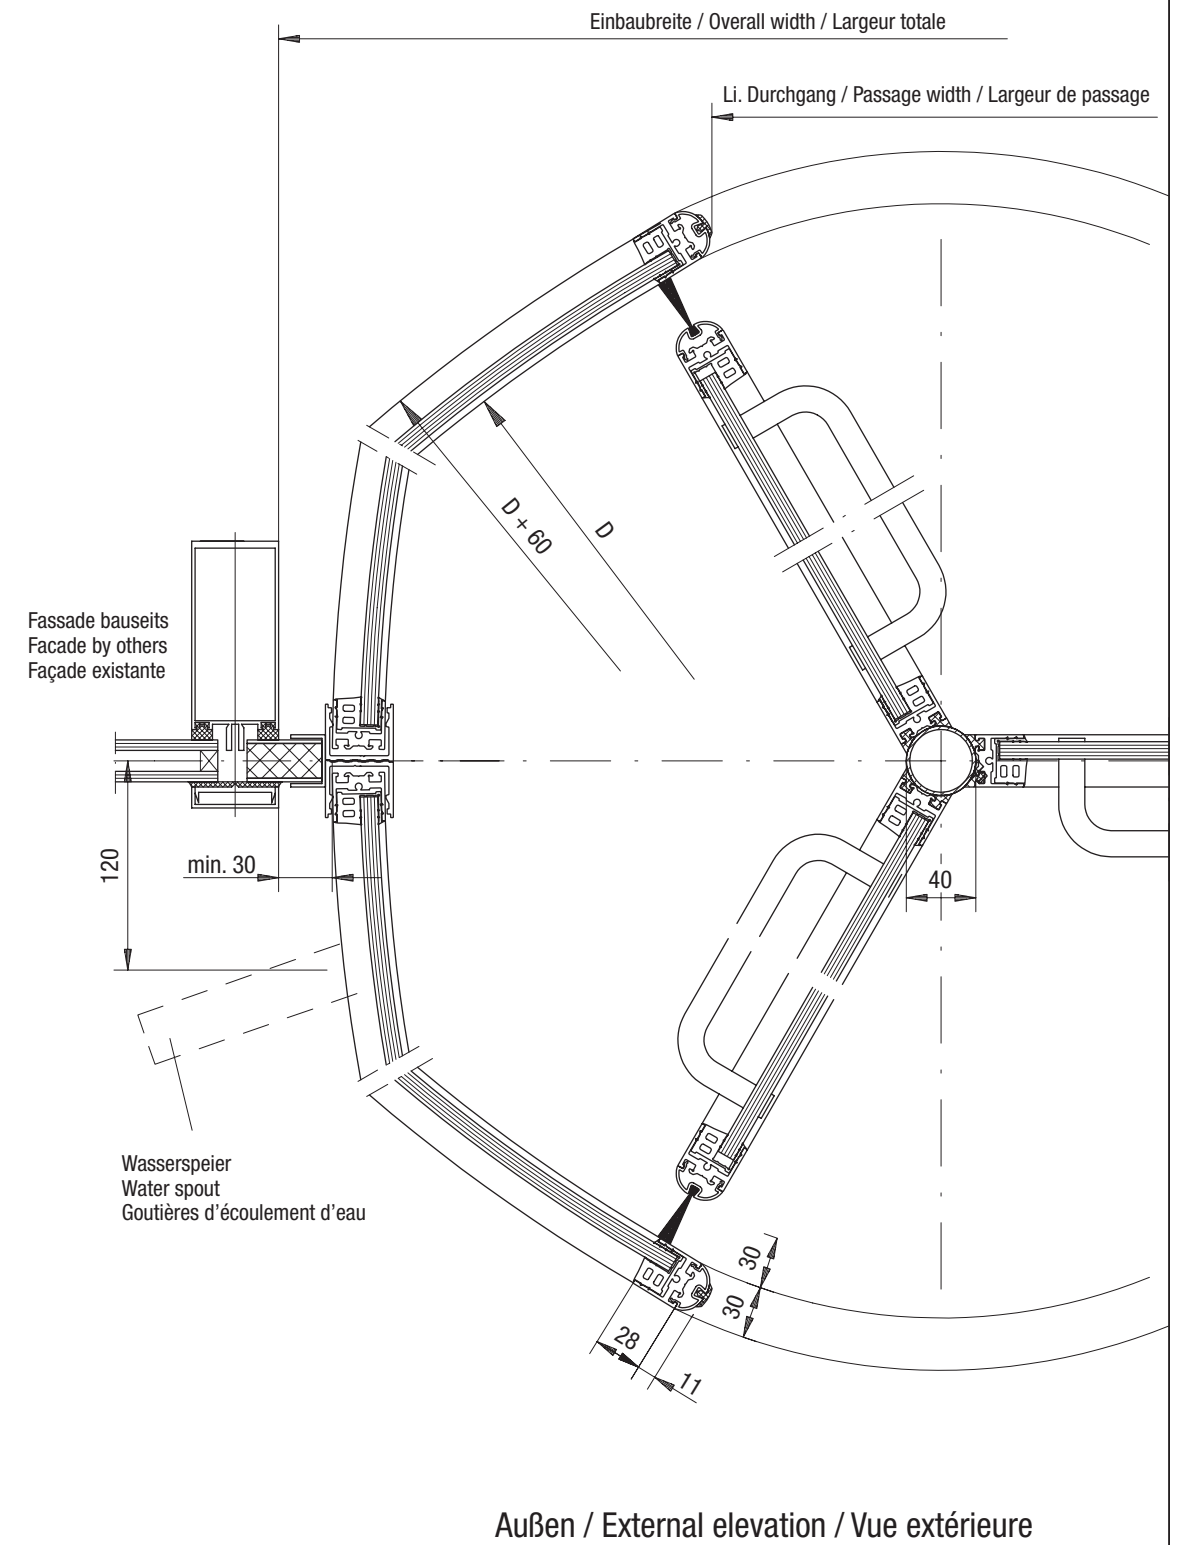 Einbaubreite / Overall width / Largeur totale
Li. Durchgang / Passage width / Largeur de passage
D + 60
D
Fassade bauseits
Facade by others
Façade existante
120
min. 30
40
Wasserspeier
Water spout
Goutières d'écoulement d'eau
30
30
28
11
Außen / External elevation / Vue extérieure